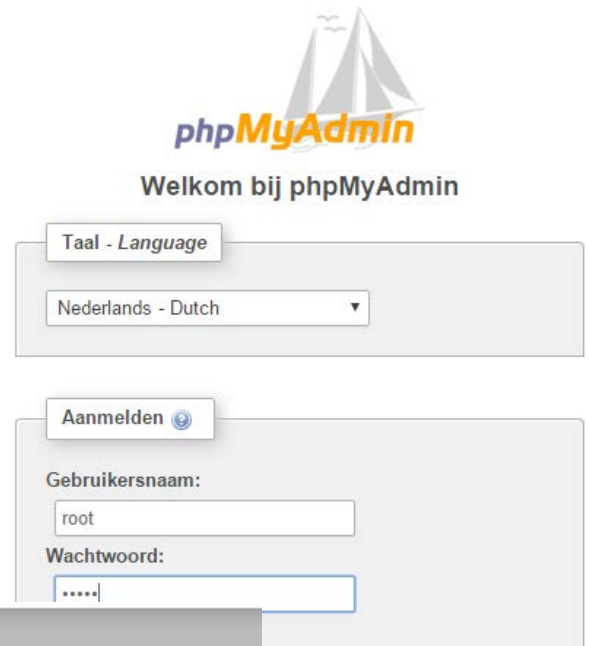 phpMyAdmin
Welkom bij phpMyAdmin
Taal - Language
Nederlands - Dutch
Aanmelden
Gebruikersnaam:
root
Wachtwoord:
•••••